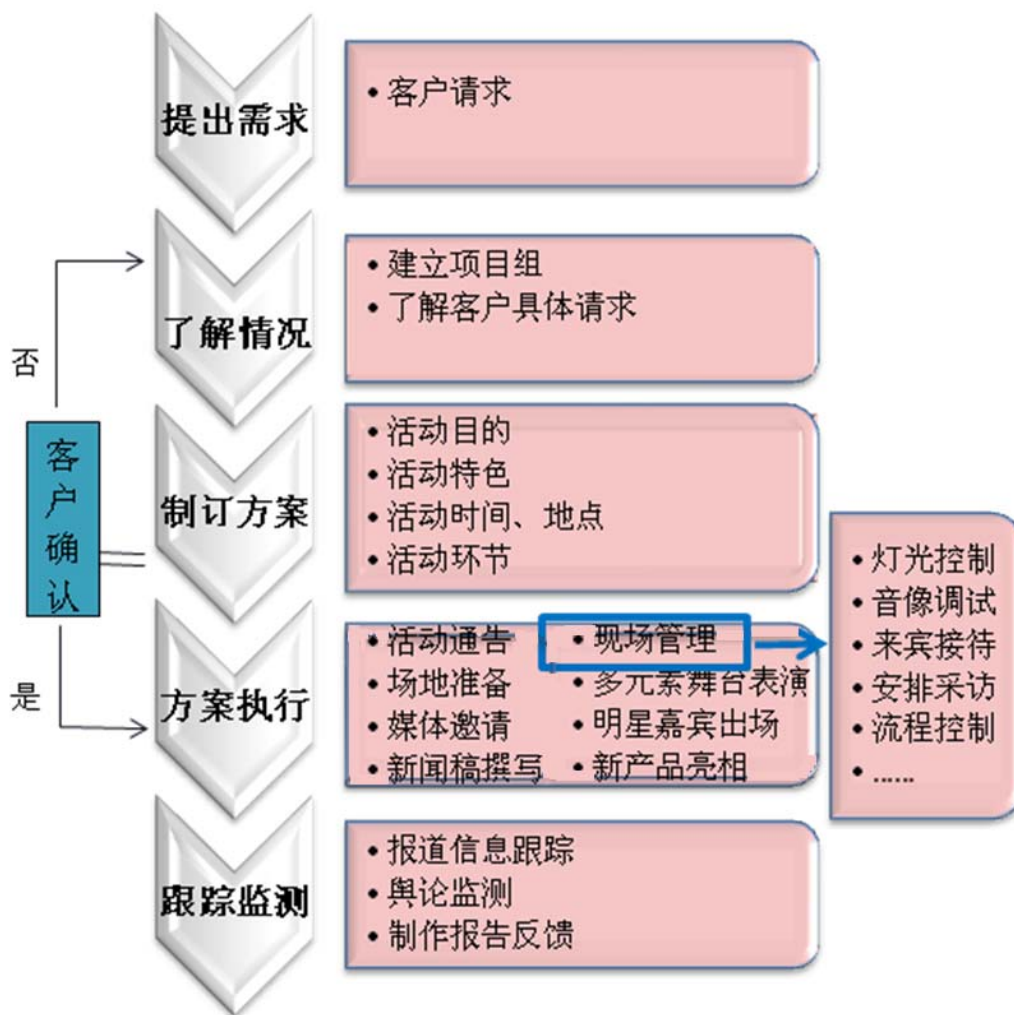 提出需求
• 客户请求
了解情况
• 建立项目组
• 了解客户具体请求
否
客户确认
是
制订方案
• 活动目的
• 活动特色
• 活动时间、地点
• 活动环节
方案执行
• 活动通告
• 场地准备
• 媒体邀请
• 新闻稿撰写
• 现场管理
• 多元素舞台表演
• 明星嘉宾出场
• 新产品亮相
• 灯光控制
• 音像调试
• 来宾接待
• 安排采访
• 流程控制
• ……
跟踪监测
• 报道信息跟踪
• 舆论监测
• 制作报告反馈